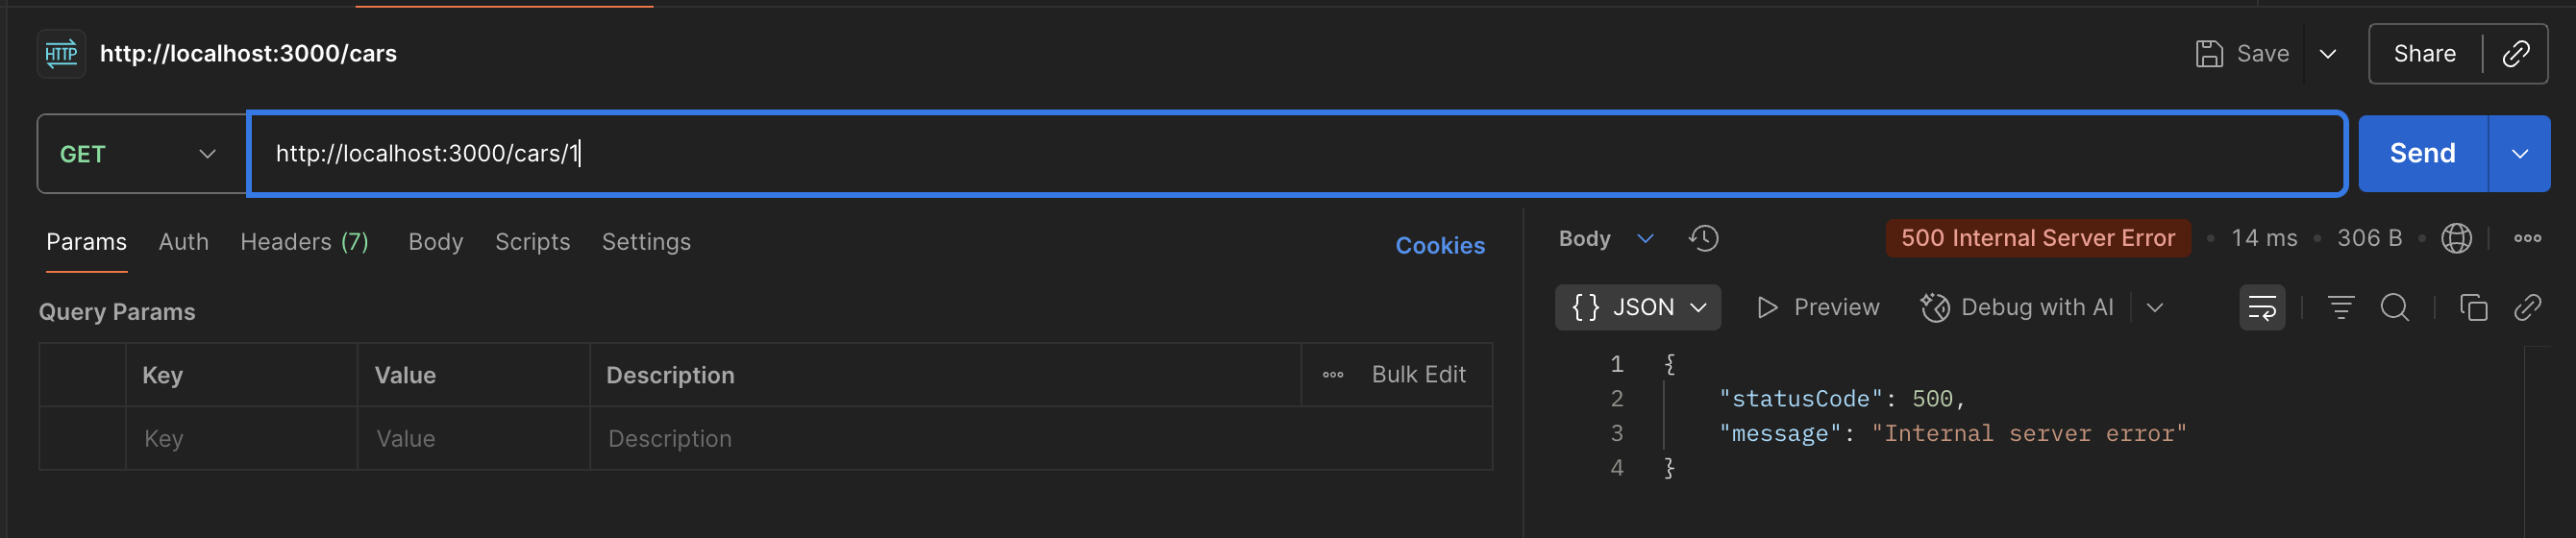 HTTP http://localhost:3000/cars Save Share
GET http://localhost:3000/cars/1 Send
Params Auth Headers (7) Body Scripts Settings Cookies
Query Params
Key Value Description Bulk Edit
Key Value Description
Body 500 Internal Server Error • 14 ms • 306 B •
{} JSON Preview Debug with AI
1 {
2 "statusCode": 500,
3 "message": "Internal server error"
4 }